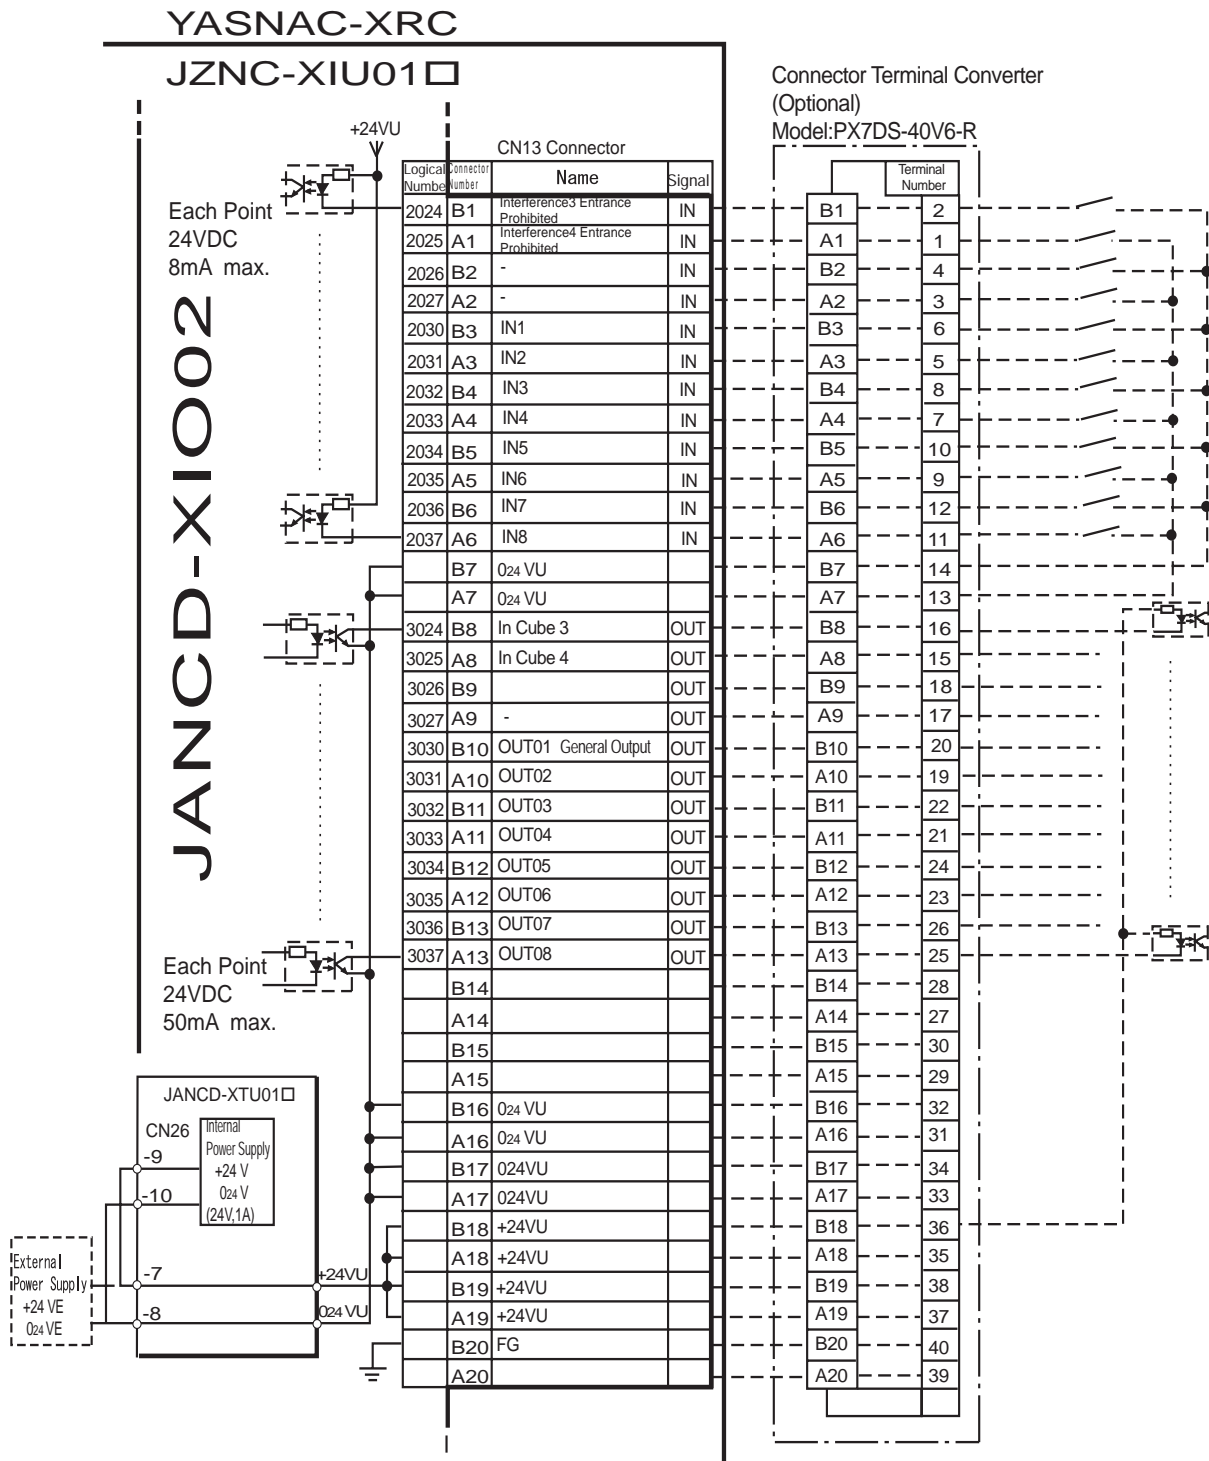 YASNAC-XRC
JZNC-XIU01□
Connector Terminal Converter
(Optional)
Model:PX7DS-40V6-R
+24VU
CN13 Connector
Logical Numbe Connector Number Name Signal
Terminal Number
Each Point
24VDC
8mA max.
JANCD-XIO02
2024 B1 Interference3 Entrance Prohibited IN B1 2
2025 A1 Interference4 Entrance Prohibited IN A1 1
2026 B2 - IN B2 4
2027 A2 - IN A2 3
2030 B3 IN1 IN B3 6
2031 A3 IN2 IN A3 5
2032 B4 IN3 IN B4 8
2033 A4 IN4 IN A4 7
2034 B5 IN5 IN B5 10
2035 A5 IN6 IN A5 9
2036 B6 IN7 IN B6 12
2037 A6 IN8 IN A6 11
B7 024 VU B7 14
A7 024 VU A7 13
3024 B8 In Cube 3 OUT B8 16
3025 A8 In Cube 4 OUT A8 15
3026 B9 OUT B9 18
3027 A9 - OUT A9 17
3030 B10 OUT01 General Output OUT B10 20
3031 A10 OUT02 OUT A10 19
3032 B11 OUT03 OUT B11 22
3033 A11 OUT04 OUT A11 21
3034 B12 OUT05 OUT B12 24
3035 A12 OUT06 OUT A12 23
3036 B13 OUT07 OUT B13 26
3037 A13 OUT08 OUT A13 25
Each Point
24VDC
50mA max.
B14 B14 28
A14 A14 27
B15 B15 30
A15 A15 29
B16 024 VU B16 32
A16 024 VU A16 31
B17 024VU B17 34
A17 024VU A17 33
B18 +24VU B18 36
A18 +24VU A18 35
B19 +24VU B19 38
A19 +24VU A19 37
B20 FG B20 40
A20 A20 39
JANCD-XTU01□
CN26
-9
-10
-7
-8
Internal
Power Supply
+24 V
024 V
(24V,1A)
+24VU
024 VU
External
Power Supply
+24 VE
024 VE